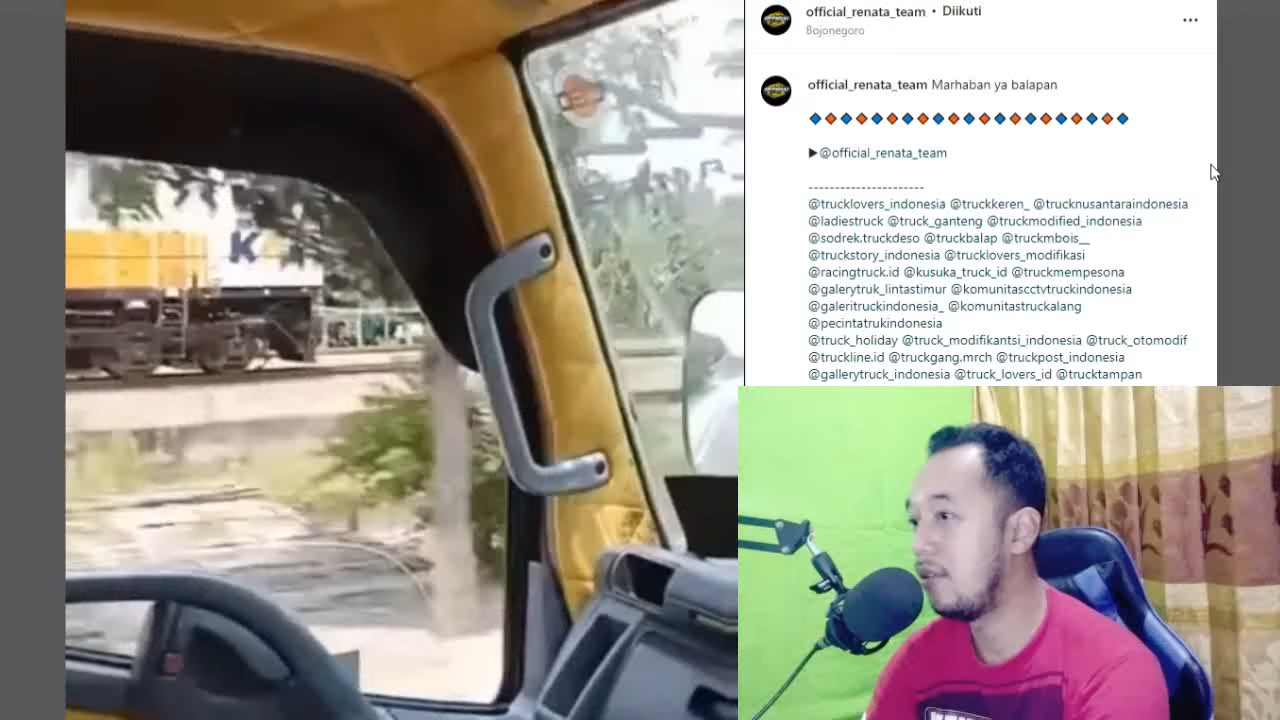 official_renata_team • Diikuti
Bojonegoro
official_renata_team Marhaban ya balapan
▶@official_renata_team
----------------------
@trucklovers_indonesia @truckkeren_ @trucknusantaraindonesia
@ladiestruck @truck_ganteng @truckmodified_indonesia
@sodrek.truckdeso @truckbalap @truckmbois__
@truckstory_indonesia @trucklovers_modifikasi
@racingtruck.id @kusuka_truck_id @truckmempesona
@galerytruk_lintastimur @komunitascctvtruckindonesia
@galeritruckindonesia_ @komunitastruckalang
@pecintatrukindonesia
@truck_holiday @truck_modifikantsi_indonesia @truck_otomodif
@truckline.id @truckgang.mrch @truckpost_indonesia
@gallerytruck_indonesia @truck_lovers_id @trucktampan